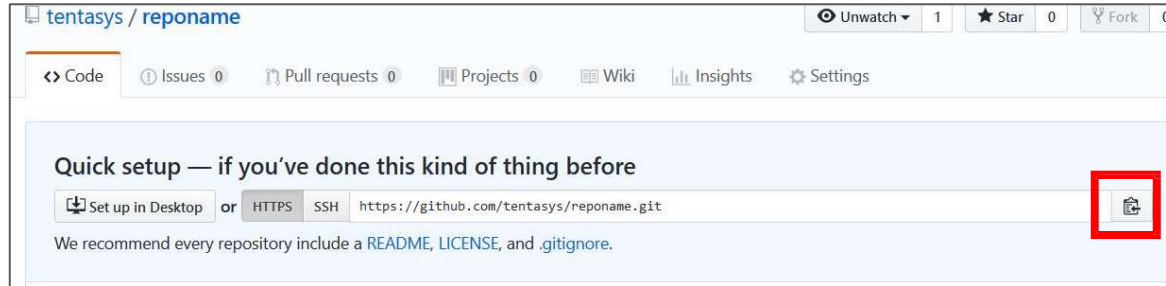 tentasys / reponame
Unwatch 1 Star 0 Fork
Code Issues 0 Pull requests 0 Projects 0 Wiki Insights Settings
Quick setup — if you've done this kind of thing before
Set up in Desktop or HTTPS SSH https://github.com/tentasys/reponame.git
We recommend every repository include a README, LICENSE, and .gitignore.